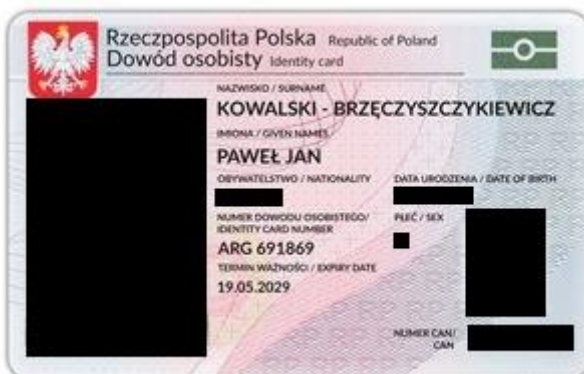 Rzeczpospolita Polska Republic of Poland
Dowód osobisty Identity card
NAZWISKO / SURNAME
KOWALSKI - BRZĘCZYSZCZYKIEWICZ
IMIONA / GIVEN NAMES
PAWEŁ JAN
OBYWATELSTWO / NATIONALITY DATA URODZENIA / DATE OF BIRTH
NUMER DOWODU OSOBISTEGO/ PŁEĆ / SEX
IDENTITY CARD NUMBER
ARG 691869
TERMIN WAŻNOŚCI / EXPIRY DATE
19.05.2029
NUMER CAN/
CAN